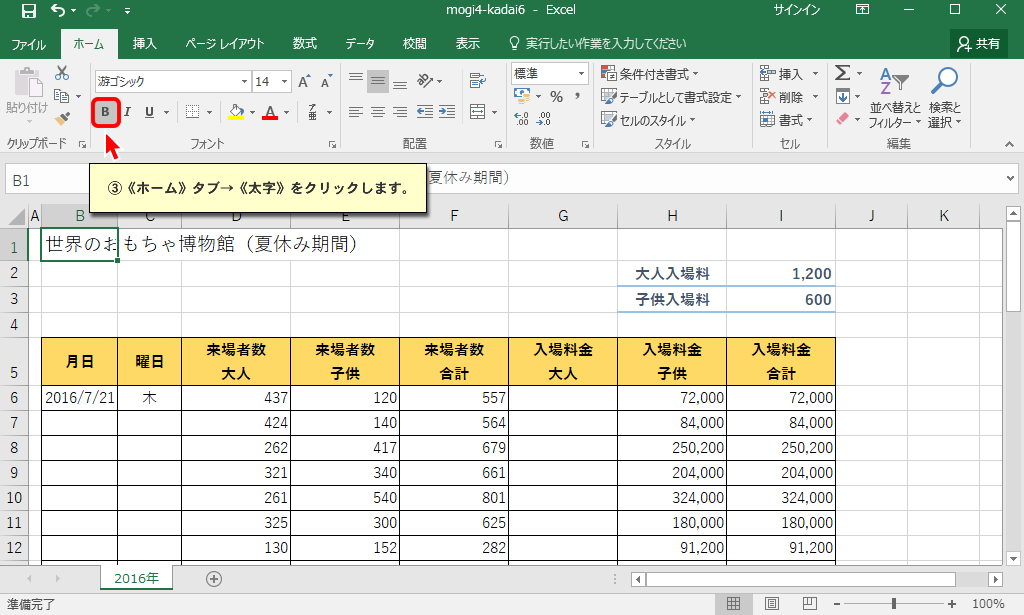 mogi4-kadai6 - Excel サインイン
ファイル ホーム 挿入 ページ レイアウト 数式 データ 校閲 表示 実行したい作業を入力してください 共有
游ゴシック 14 A A 標準 条件付き書式 挿入 Σ
貼り付け テーブルとして書式設定 削除 並べ替えと 検索と
B I U A % , セルのスタイル 書式 フィルター 選択
クリップボード フォント 配置 数値 スタイル セル 編集
B1 夏休み期間）
③《ホーム》タブ→《太字》をクリックします。
A B C D E F G H I J K
1 世界のおもちゃ博物館（夏休み期間）
2 大人入場料 1,200
3 子供入場料 600
4
月日 曜日 来場者数 来場者数 来場者数 入場料金 入場料金 入場料金
5 大人 子供 合計 大人 子供 合計
6 2016/7/21 木 437 120 557 72,000 72,000
7 424 140 564 84,000 84,000
8 262 417 679 250,200 250,200
9 321 340 661 204,000 204,000
10 261 540 801 324,000 324,000
11 325 300 625 180,000 180,000
12 130 152 282 91,200 91,200
2016年
準備完了 100%